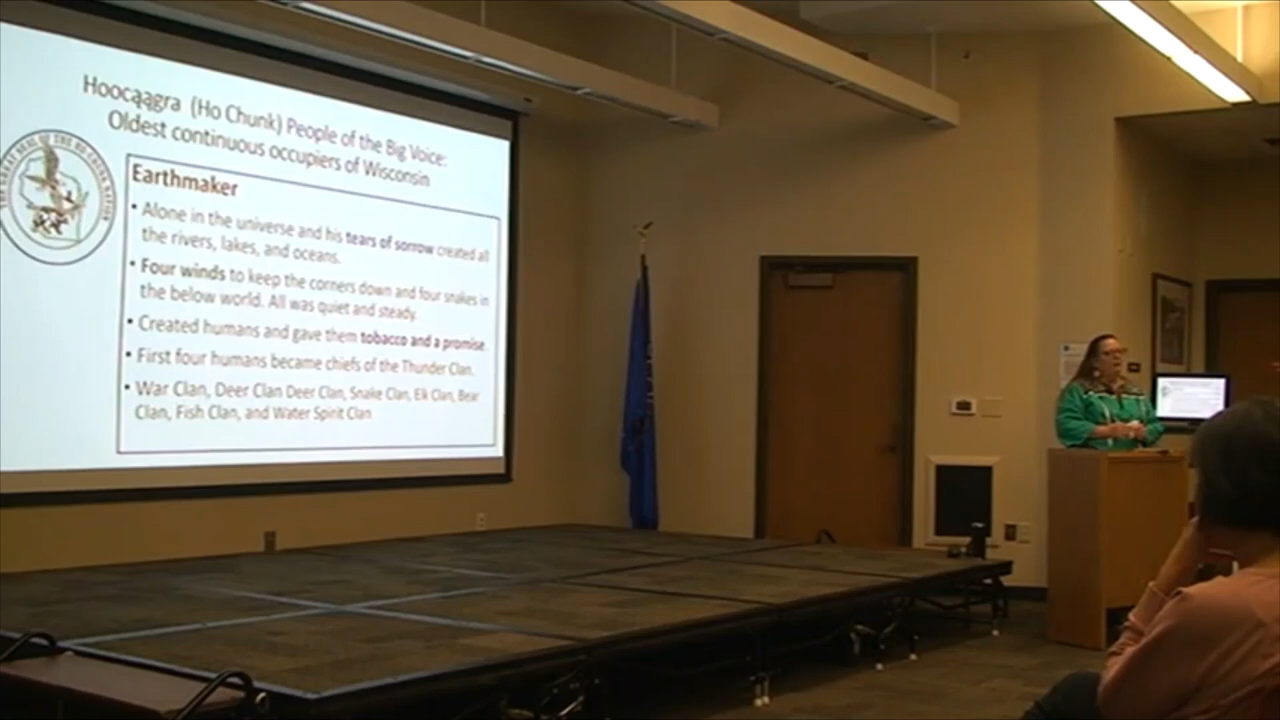 Hoocąągra (Ho Chunk) People of the Big Voice:
Oldest continuous occupiers of Wisconsin
Earthmaker
• Alone in the universe and his tears of sorrow created all
the rivers, lakes, and oceans.
• Four winds to keep the corners down and four snakes in
the below world. All was quiet and steady.
• Created humans and gave them tobacco and a promise.
• First four humans became chiefs of the Thunder Clan.
• War Clan, Deer Clan Deer Clan, Snake Clan, Elk Clan, Bear
Clan, Fish Clan, and Water Spirit Clan